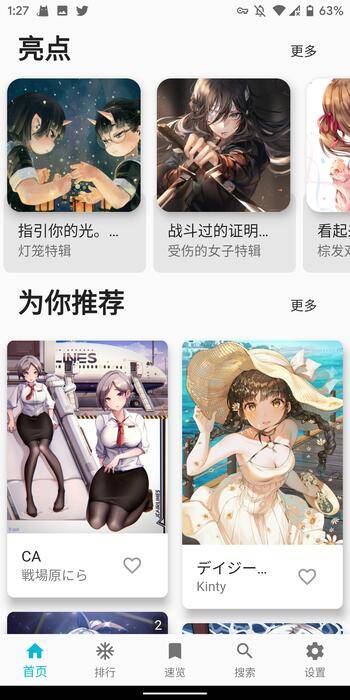 1:27
63%
亮点
更多
指引你的光。...
灯笼特辑
战斗过的证明...
受伤的女子特辑
看起来
棕发对
为你推荐
更多
INES
CA
戦場原にら
デイジー...
Kinty
2
首页
排行
速览
搜索
设置